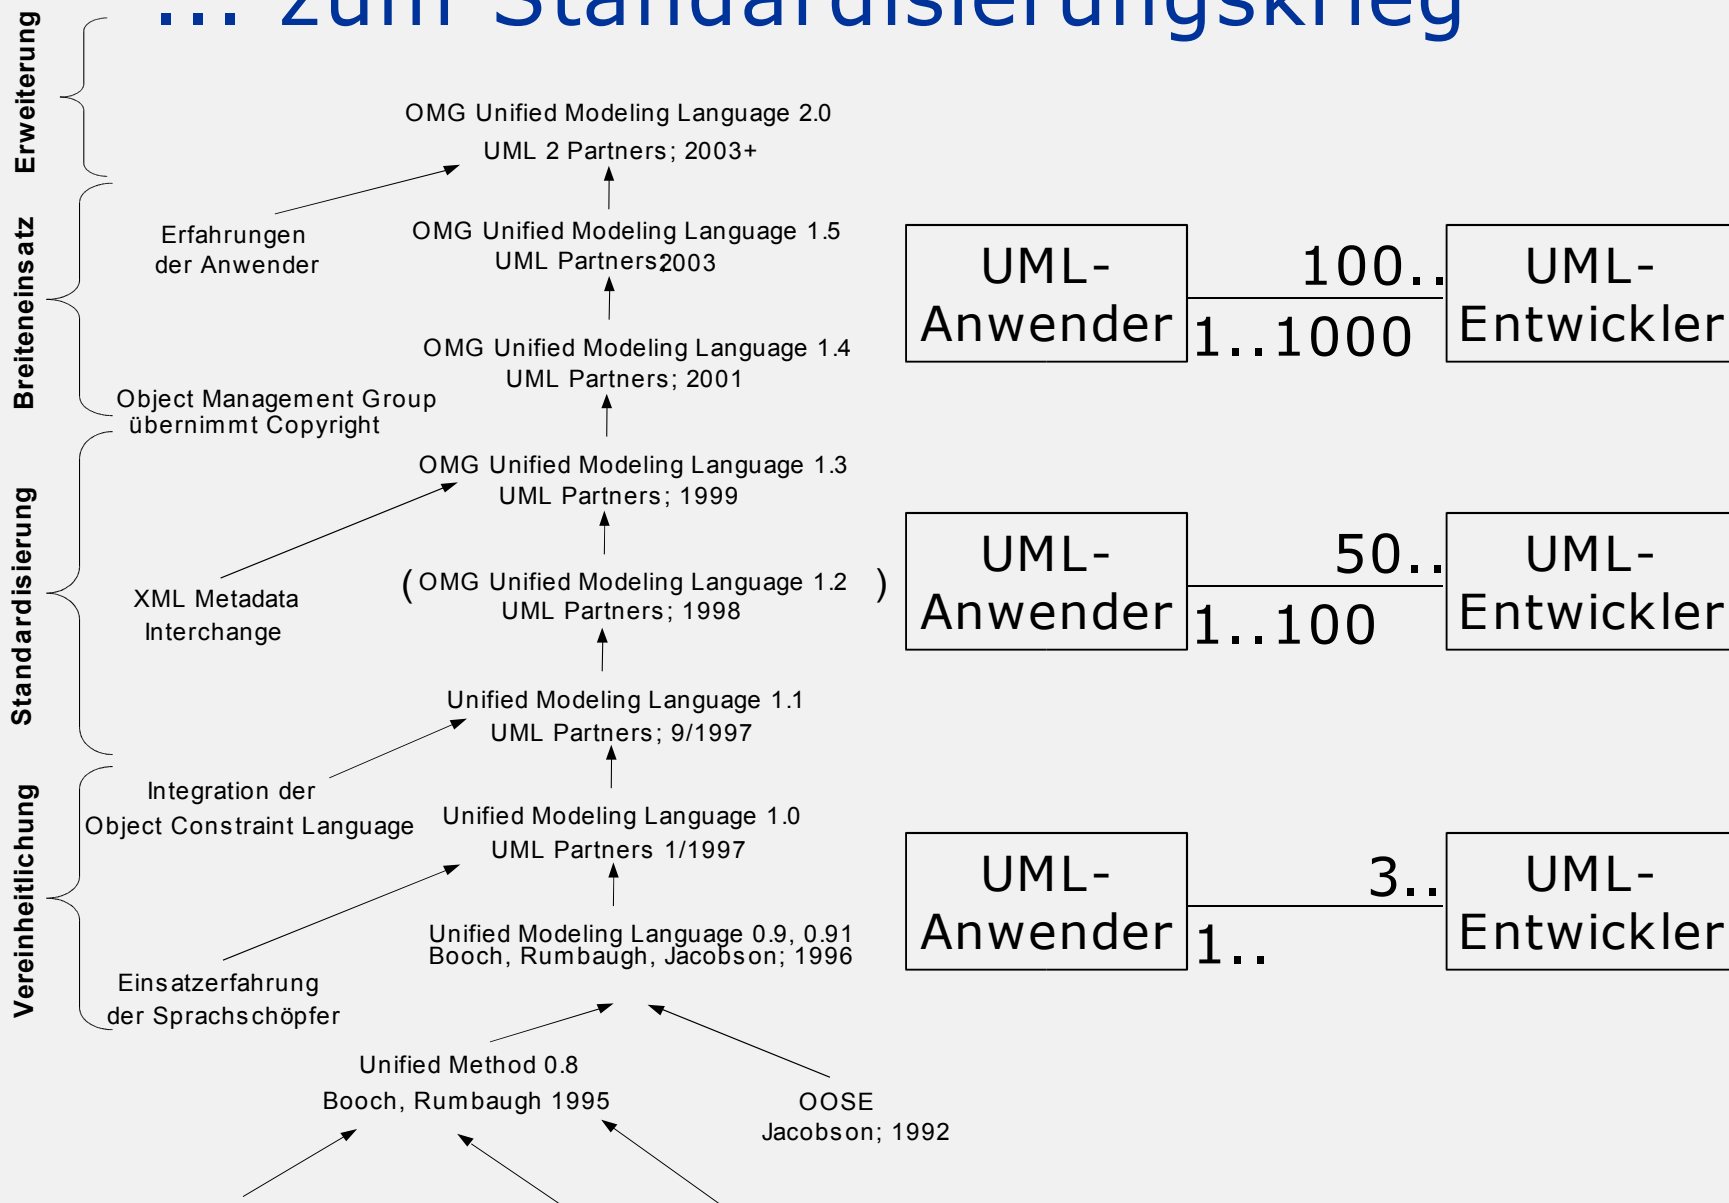 ... zum Standardisierungskrieg
Erweiterung
OMG Unified Modeling Language 2.0
UML 2 Partners; 2003+
Erfahrungen
der Anwender
Breiteneinsatz
OMG Unified Modeling Language 1.5
UML Partners;2003
OMG Unified Modeling Language 1.4
UML Partners; 2001
Object Management Group
übernimmt Copyright
Standardisierung
OMG Unified Modeling Language 1.3
UML Partners; 1999
XML Metadata
Interchange
(OMG Unified Modeling Language 1.2 )
UML Partners; 1998
Unified Modeling Language 1.1
UML Partners; 9/1997
Integration der
Object Constraint Language
Vereinheitlichung
Unified Modeling Language 1.0
UML Partners 1/1997
Unified Modeling Language 0.9, 0.91
Booch, Rumbaugh, Jacobson; 1996
Einsatzerfahrung
der Sprachschöpfer
Unified Method 0.8
Booch, Rumbaugh 1995
OOSE
Jacobson; 1992
UML-
Anwender
100..
1..1000
UML-
Entwickler
UML-
Anwender
50..
1..100
UML-
Entwickler
UML-
Anwender
3..
1..
UML-
Entwickler